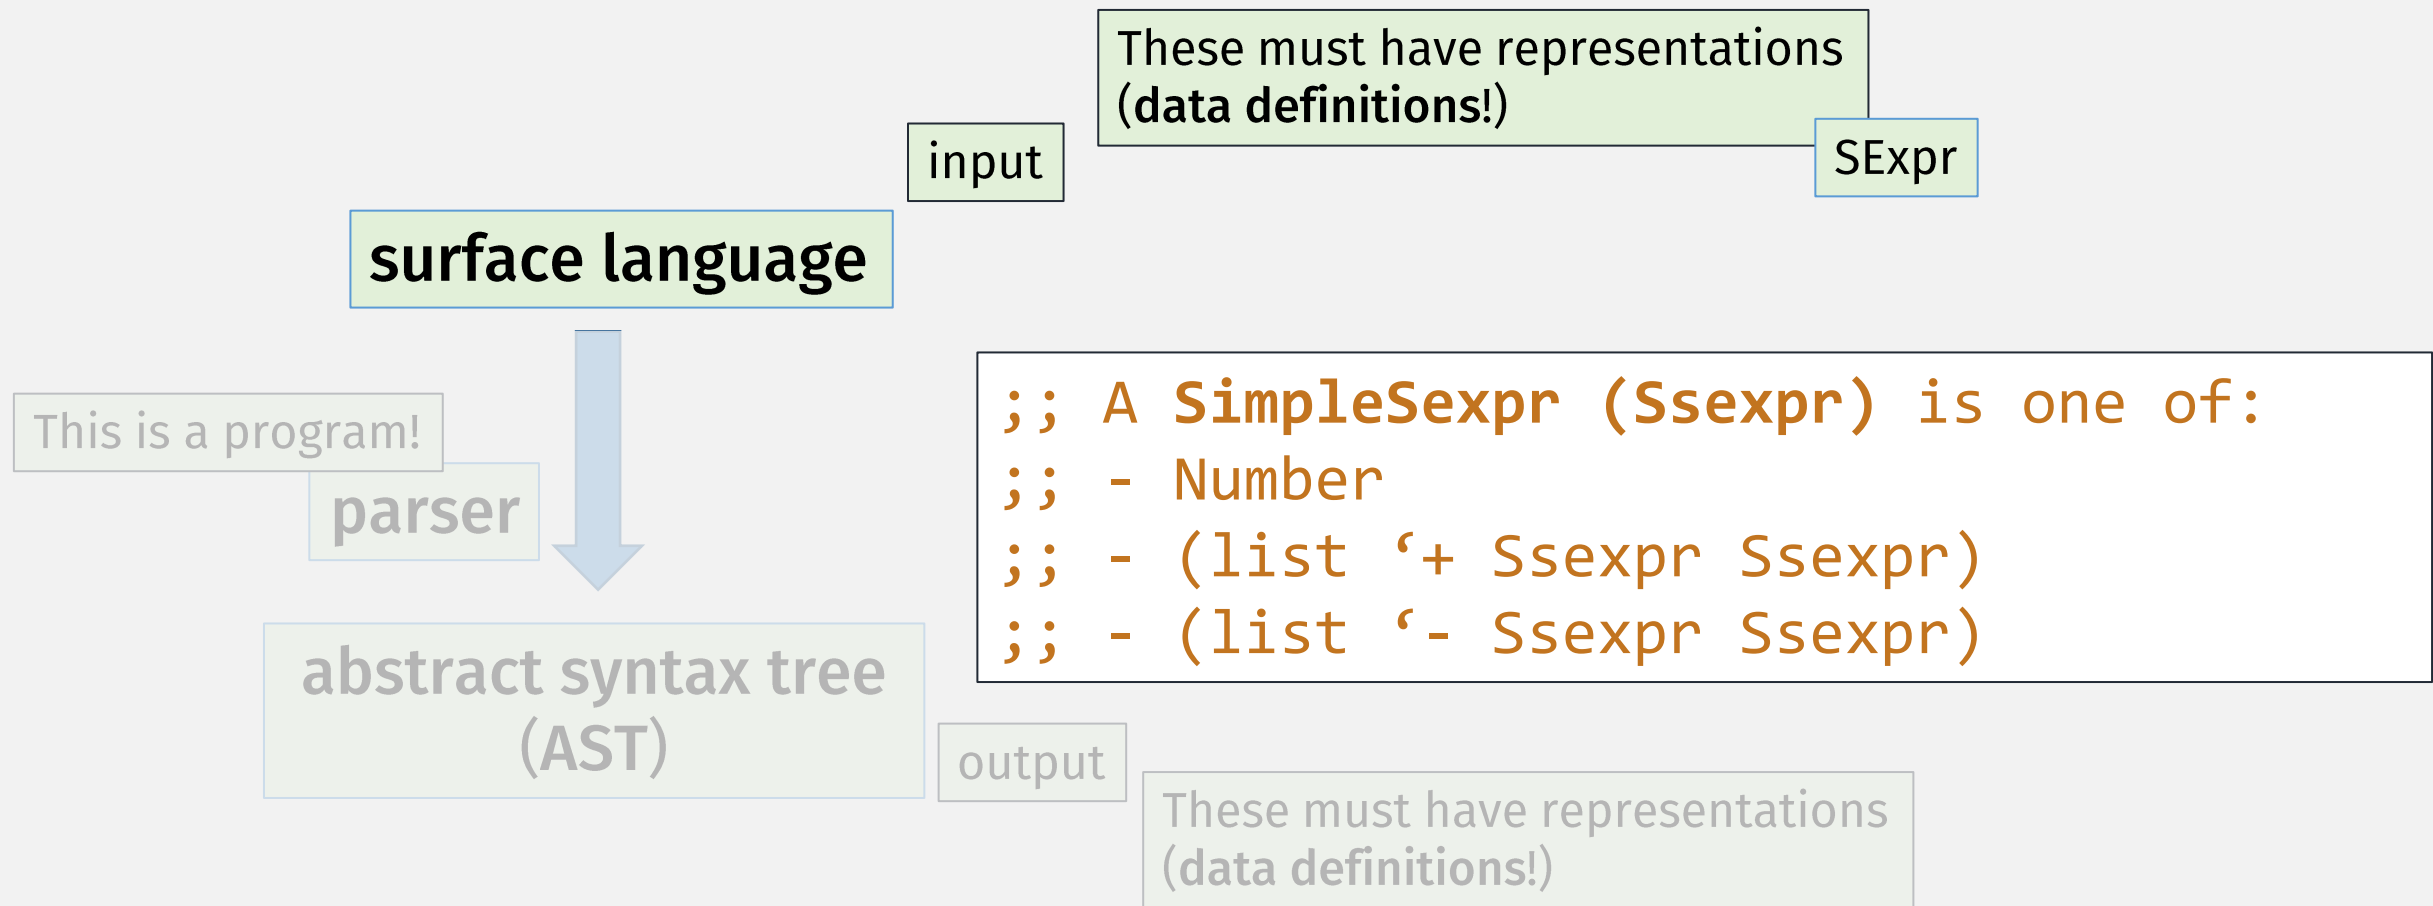 These must have representations
(data definitions!)
input
SExpr
surface language
;; A SimpleSexpr (Ssexpr) is one of:
;; - Number
;; - (list ‘+ Ssexpr Ssexpr)
;; - (list ‘- Ssexpr Ssexpr)
This is a program!
parser
abstract syntax tree
(AST)
output
These must have representations
(data definitions!)